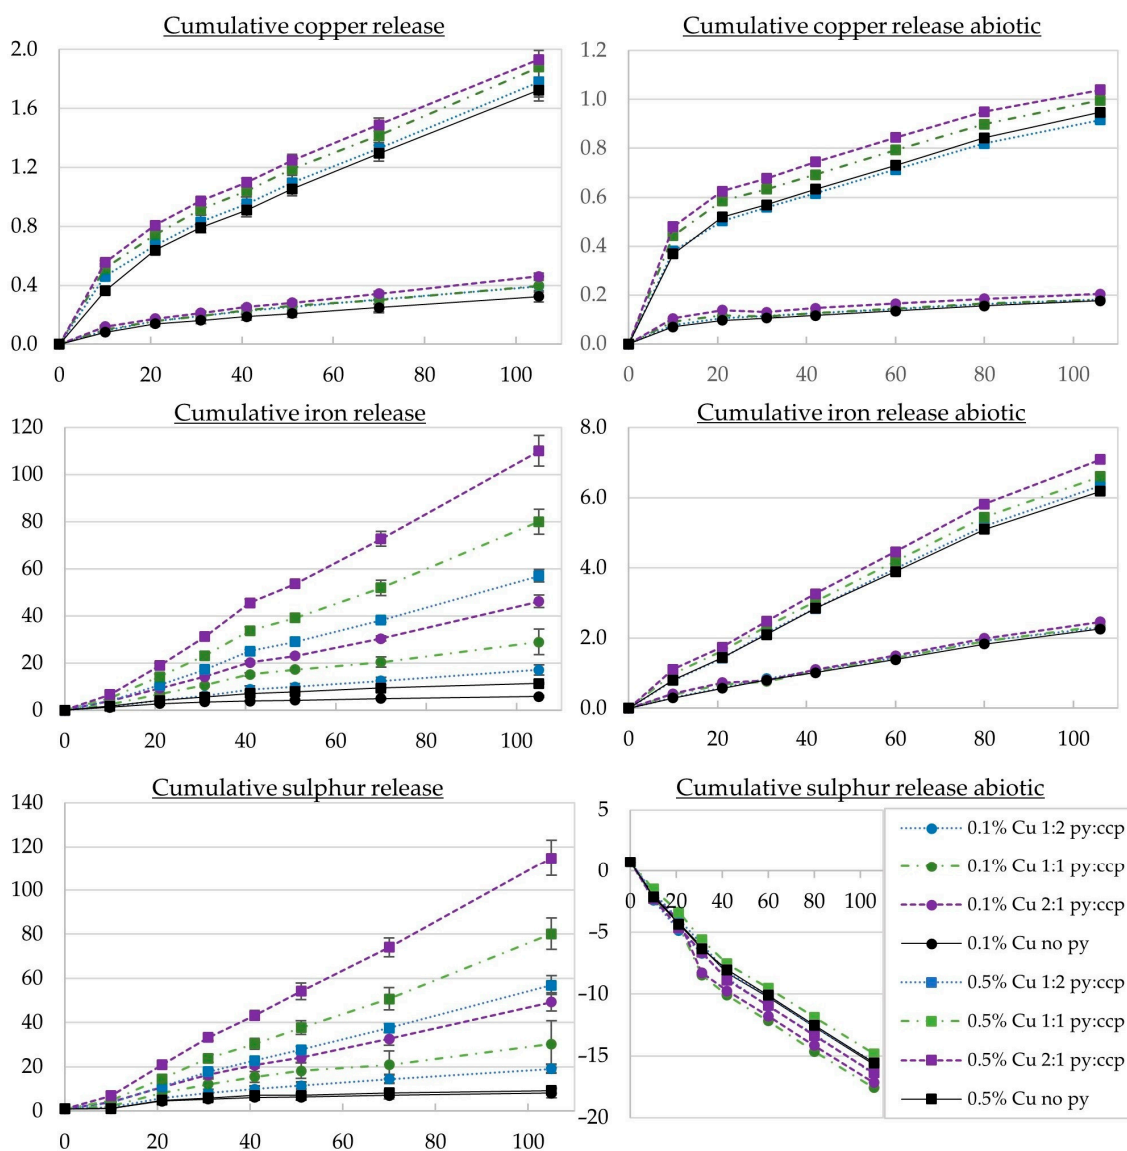 Cumulative copper release
2.0
1.6
1.2
0.8
0.4
0.0
0 20 40 60 80 100
Cumulative copper release abiotic
1.2
1.0
0.8
0.6
0.4
0.2
0.0
0 20 40 60 80 100
Cumulative iron release
120
100
80
60
40
20
0
0 20 40 60 80 100
Cumulative iron release abiotic
8.0
6.0
4.0
2.0
0.0
0 20 40 60 80 100
Cumulative sulphur release
140
120
100
80
60
40
20
0
0 20 40 60 80 100
Cumulative sulphur release abiotic
5
0
−5
−10
−15
−20
0 20 40 60 80 100
0.1% Cu 1:2 py:ccp
0.1% Cu 1:1 py:ccp
0.1% Cu 2:1 py:ccp
0.1% Cu no py
0.5% Cu 1:2 py:ccp
0.5% Cu 1:1 py:ccp
0.5% Cu 2:1 py:ccp
0.5% Cu no py